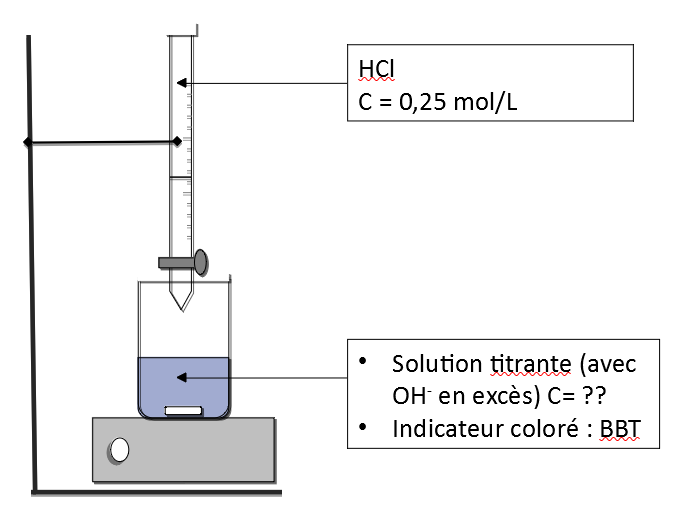 HCl
C = 0,25 mol/L
• Solution titrante (avec
OH⁻ en excès) C= ??
• Indicateur coloré : BBT